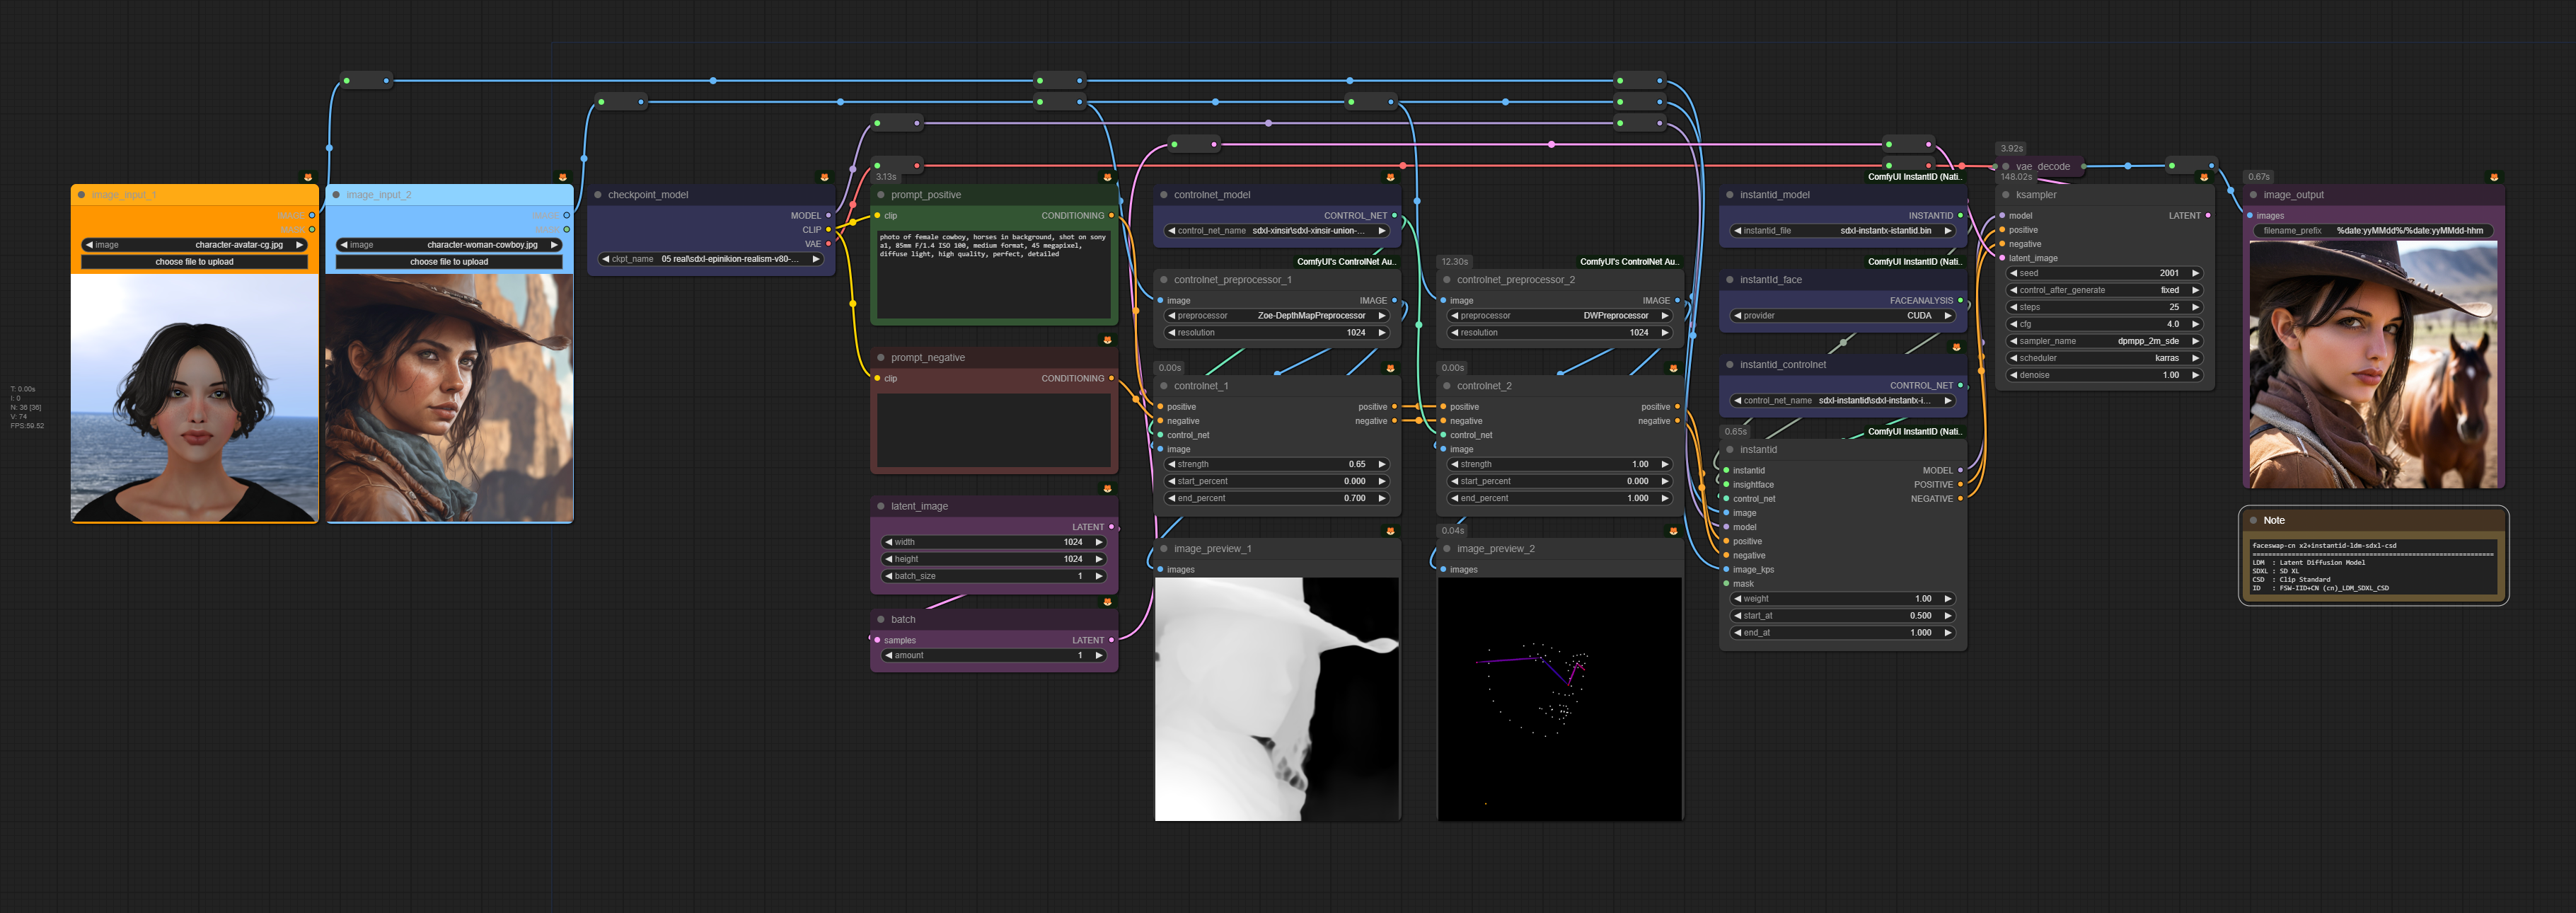 T: 0.00s
I: 0
N: 36 [36]
V: 74
FPS:59.52
image_input_1
IMAGE
MASK
image character-avatar-cg.jpg
choose file to upload
image_input_2
image character-woman-cowboy.jpg
choose file to upload
checkpoint_model
MODEL
CLIP
VAE
ckpt_name 05 real\sdxl-epinikion-realism-v80-...
3.13s
prompt_positive
clip CONDITIONING
photo of female cowboy, horses in background, shot on sony
a1, 85mm F/1.4 ISO 100, medium format, 45 megapixel,
diffuse light, high quality, perfect, detailed
prompt_negative
clip CONDITIONING
latent_image
LATENT
width 1024
height 1024
batch_size 1
batch
samples LATENT
amount 1
controlnet_model
CONTROL_NET
control_net_name sdxl-xinsir\sdxl-xinsir-union-...
ComfyUI's ControlNet Au..
controlnet_preprocessor_1
image IMAGE
preprocessor Zoe-DepthMapPreprocessor
resolution 1024
0.00s
controlnet_1
positive positive
negative negative
control_net
image
strength 0.65
start_percent 0.000
end_percent 0.700
image_preview_1
images
12.30s
ComfyUI's ControlNet Au..
controlnet_preprocessor_2
image IMAGE
preprocessor DWPreprocessor
resolution 1024
0.00s
controlnet_2
positive positive
negative negative
control_net
image
strength 1.00
start_percent 0.000
end_percent 1.000
0.04s
image_preview_2
images
ComfyUI InstantID (Nati..
instantid_model
INSTANTID
instantid_file sdxl-instantx-istantid.bin
ComfyUI InstantID (Nati..
instantId_face
FACEANALYSIS
provider CUDA
instantid_controlnet
CONTROL_NET
control_net_name sdxl-instantid\sdxl-instantx-i...
0.65s
ComfyUI InstantID (Nati..
instantid
instantid MODEL
insightface POSITIVE
control_net NEGATIVE
image
model
positive
negative
image_kps
mask
weight 1.00
start_at 0.500
end_at 1.000
3.92s
vae_decode
148.02s
ksampler
model LATENT
positive
negative
latent_image
seed 2001
control_after_generate fixed
steps 25
cfg 4.0
sampler_name dpmpp_2m_sde
scheduler karras
denoise 1.00
0.67s
image_output
images
filename_prefix %date:yyMMdd%/%date:yyMMdd-hhm
Note
faceswap-cn x2+instantid-ldm-sdxl-csd
================================================================
LDM : Latent Diffusion Model
SDXL : SD XL
CSD : Clip Standard
ID : FSW-IID+CN (cn)_LDM_SDXL_CSD